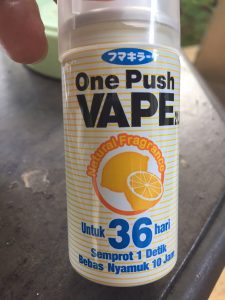 フマキラー
One Push
VAPE
Natural Fragrance
Untuk 36 hari
Semprot 1 Detik
Bebas Nyamuk 10 Jam